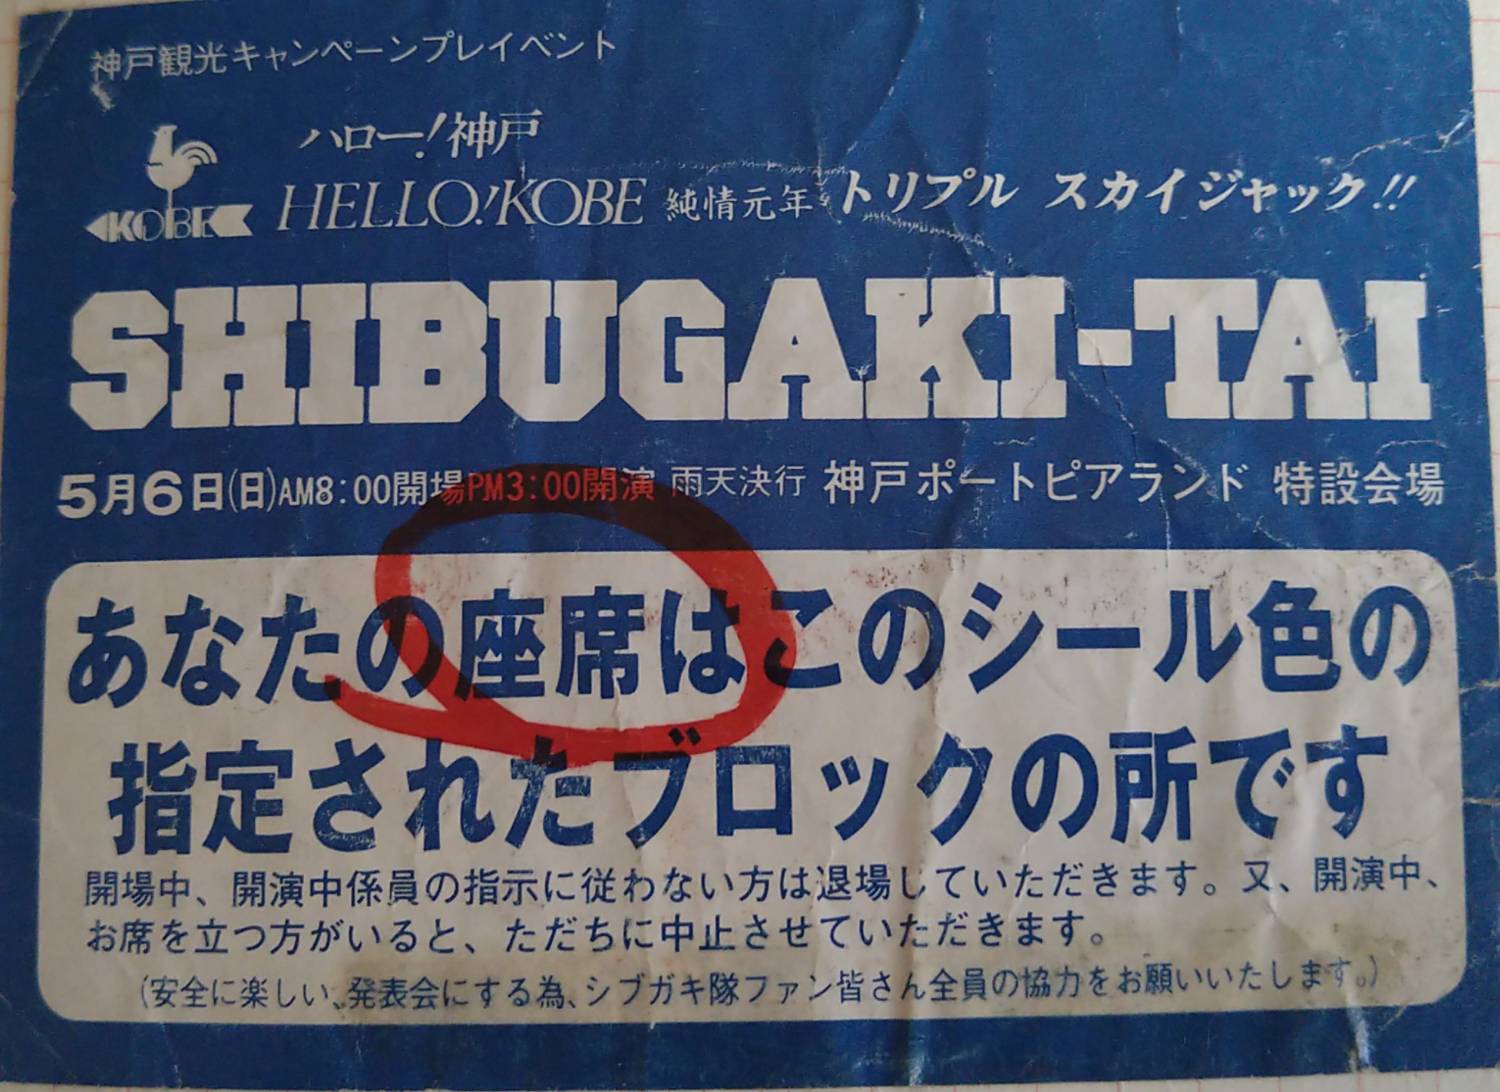 神戸観光キャンペーンプレイベント
ハロー!神戸
KOBE
HELLO!KOBE 純情元年 トリプル スカイジャック!!
SHIBUGAKI-TAI
5月6日(日)AM8:00開場PM3:00開演 雨天決行 神戸ポートピアランド 特設会場
あなたの座席はこのシール色の
指定されたブロックの所です
開場中、開演中係員の指示に従わない方は退場していただきます。又、開演中、
お席を立つ方がいると、ただちに中止させていただきます。
(安全に楽しい、発表会にする為、シブガキ隊ファン皆さん全員の協力をお願いいたします。)